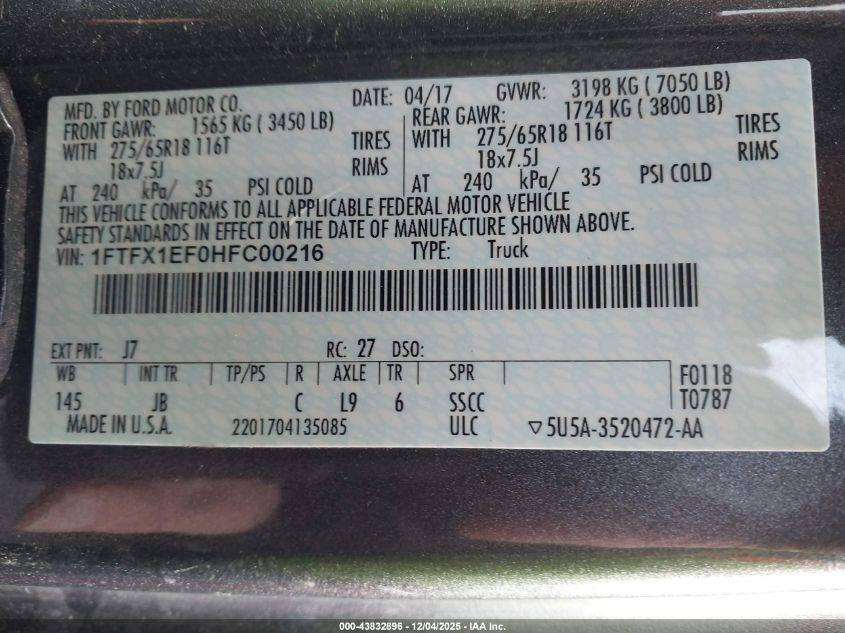 MFD. BY FORD MOTOR CO. DATE: 04/17 GVWR: 3198 KG ( 7050 LB)
FRONT GAWR: 1565 KG ( 3450 LB) REAR GAWR: 1724 KG ( 3800 LB)
WITH 275/65R18 116T TIRES WITH 275/65R18 116T TIRES
18x7.5J RIMS 18x7.5J RIMS
AT 240 kPa/ 35 PSI COLD AT 240 kPa/ 35 PSI COLD
THIS VEHICLE CONFORMS TO ALL APPLICABLE FEDERAL MOTOR VEHICLE
SAFETY STANDARDS IN EFFECT ON THE DATE OF MANUFACTURE SHOWN ABOVE.
VIN: 1FTFX1EF0HFC00216 TYPE: Truck
EXT PNT: J7 RC: 27 DSO:
WB INT TR TP/PS R AXLE TR SPR F0118
145 JB C L9 6 SSCC T0787
MADE IN U.S.A. 2201704135085 ULC ▽5U5A-3520472-AA
000-43832896 - 12/04/2025 - IAA Inc.